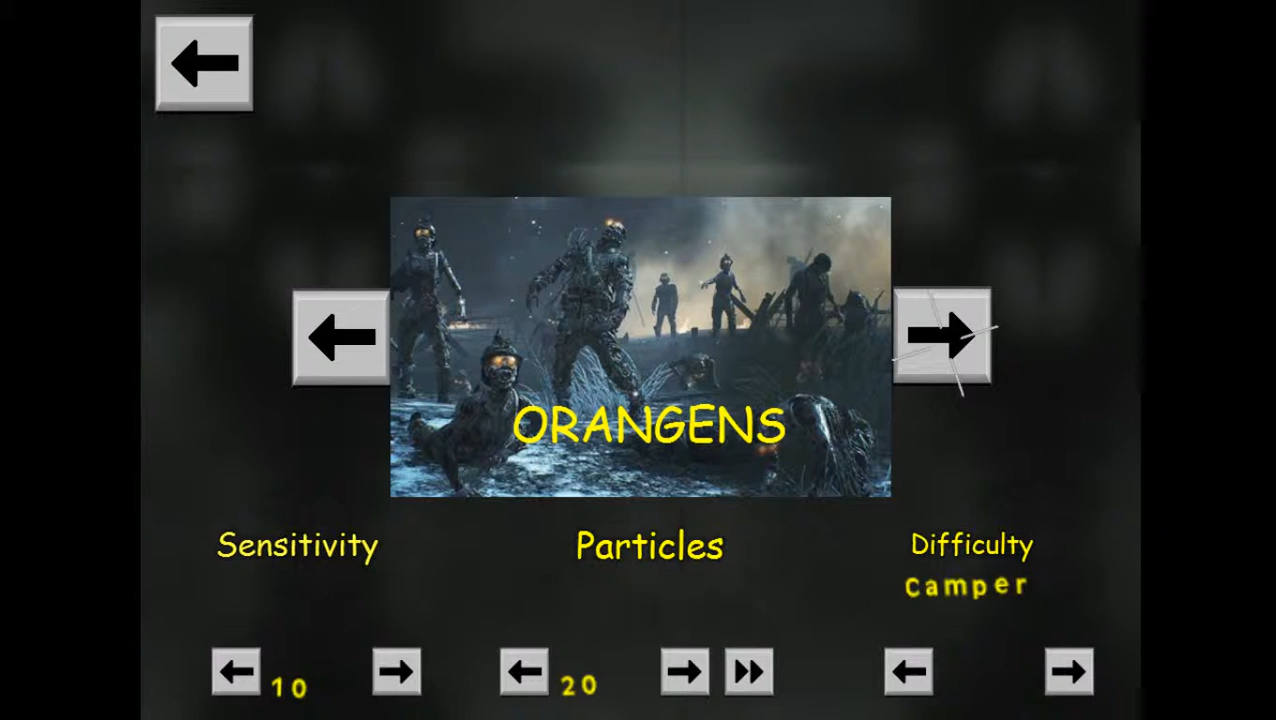 ORANGENS
Sensitivity
Particles
Difficulty
Camper
10
20